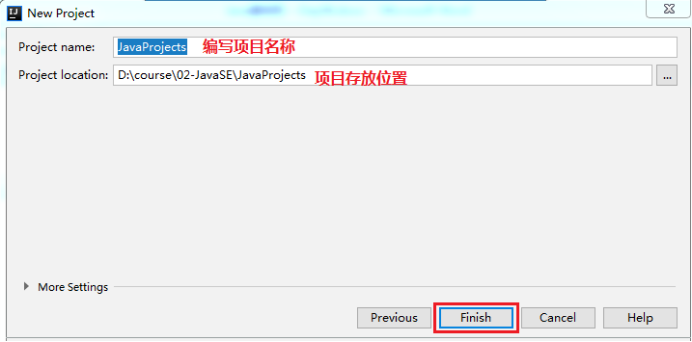 New Project
Project name: JavaProjects 编写项目名称
Project location: D:\course\02-JavaSE\JavaProjects 项目存放位置 ...
More Settings
Previous Finish Cancel Help